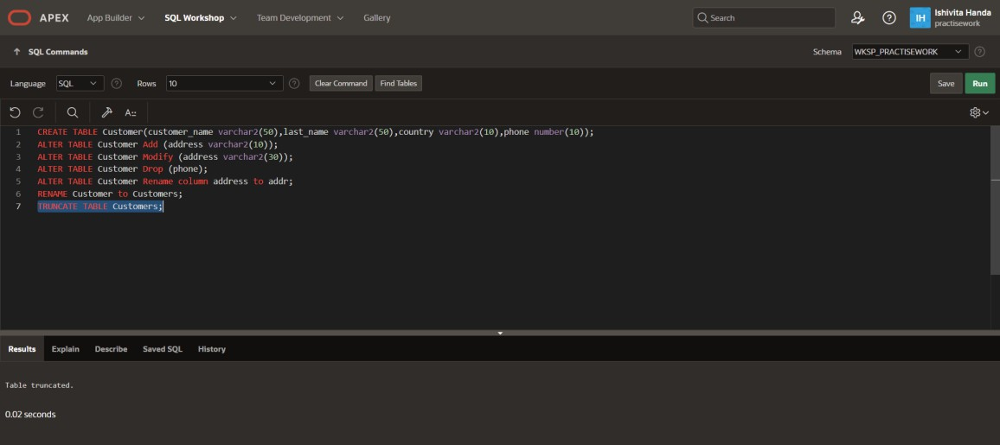 APEX App Builder SQL Workshop Team Development Gallery Search IH Ishivita Handa
practisework
SQL Commands Schema WKSP_PRACTISEWORK
Language SQL Rows 10 Clear Command Find Tables Save Run
A::
1 CREATE TABLE Customer(customer_name varchar2(50),last_name varchar2(50),country varchar2(10),phone number(10));
2 ALTER TABLE Customer Add (address varchar2(10));
3 ALTER TABLE Customer Modify (address varchar2(30));
4 ALTER TABLE Customer Drop (phone);
5 ALTER TABLE Customer Rename column address to addr;
6 RENAME Customer to Customers;
7 TRUNCATE TABLE Customers;
Results Explain Describe Saved SQL History
Table truncated.
0.02 seconds